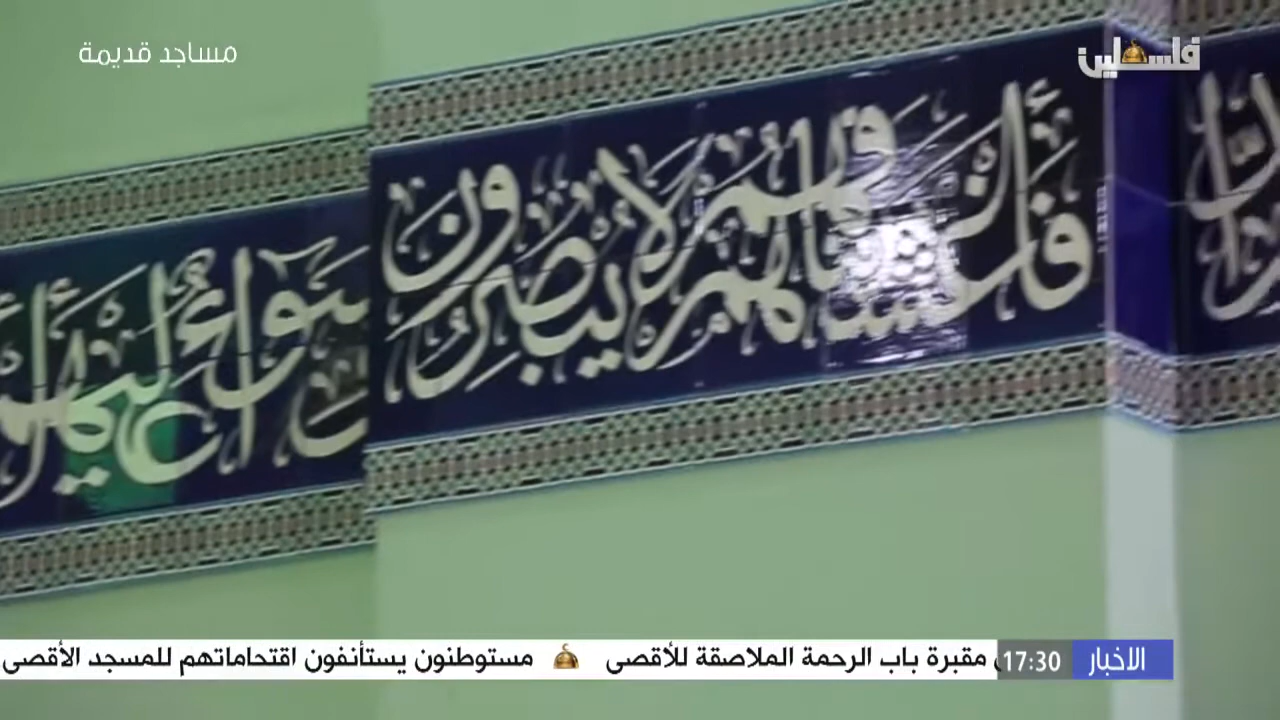 مساجد قديمة
فلسطين
فأغشيناهم فهم لا يبصرون
سواء عليهم
مقبرة باب الرحمة الملاصقة للأقصى
مستوطنون يستأنفون اقتحاماتهم للمسجد الأقصى
17:30
الاخبار